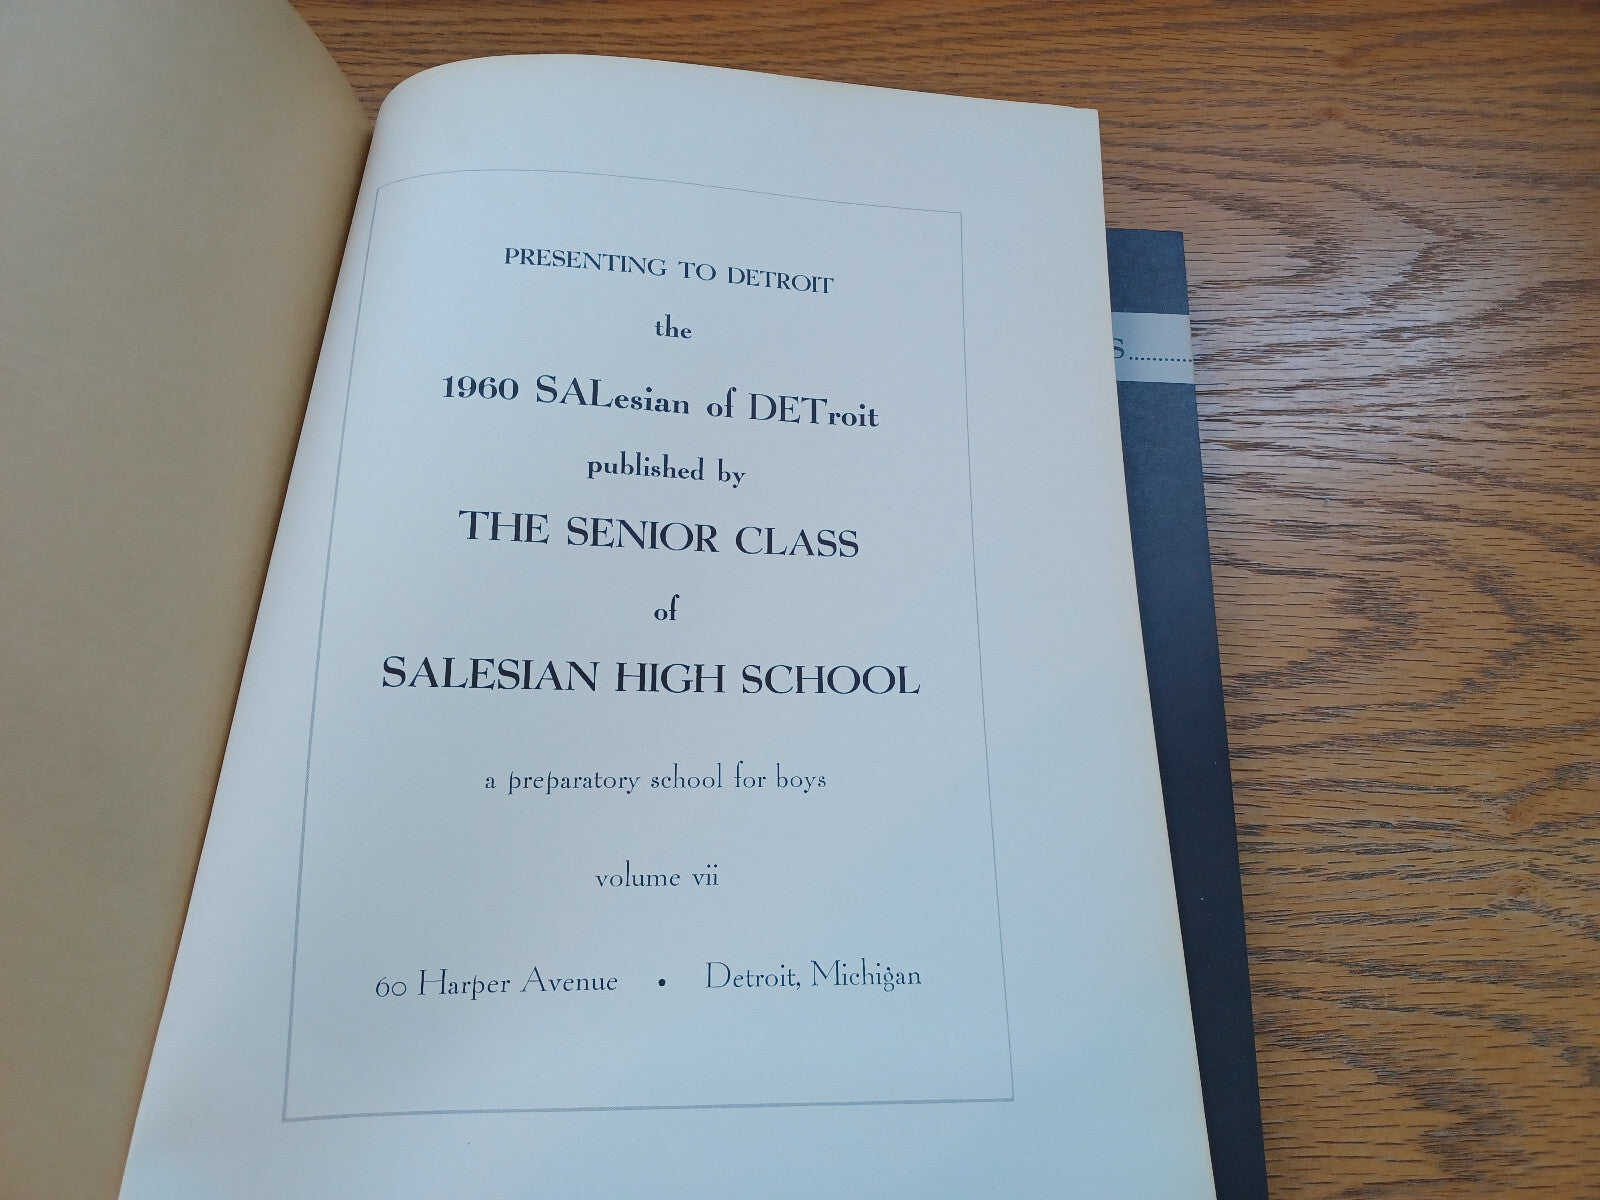 PRESENTING TO DETROIT
the
1960 SALesian of DETroit
published by
THE SENIOR CLASS
of
SALESIAN HIGH SCHOOL
a preparatory school for boys
volume vii
60 Harper Avenue • Detroit, Michigan